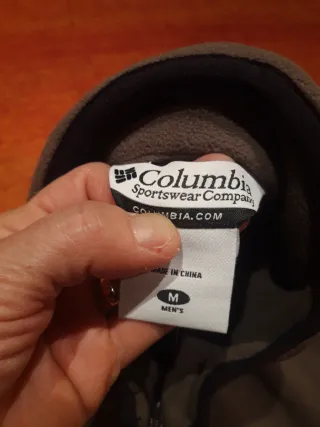 Columbia
Sportswear Company
COLUMBIA.COM
MADE IN CHINA
M
MEN'S